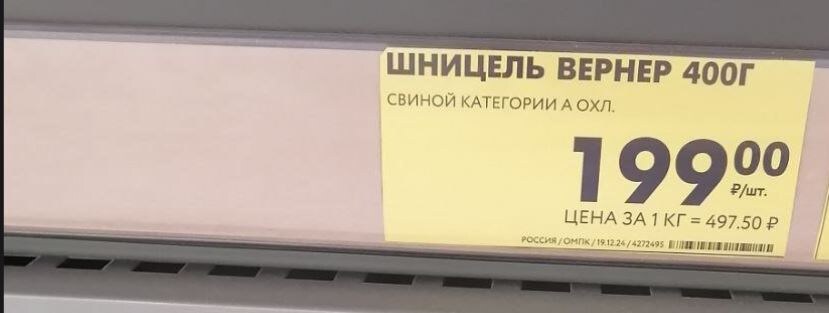 ШНИЦЕЛЬ ВЕРНЕР 400Г
СВИНОЙ КАТЕГОРИИ А ОХЛ.
199 00
₽/шт.
ЦЕНА ЗА 1 КГ = 497.50 ₽
РОССИЯ / ОМПК / 19.12.24 / 4272495